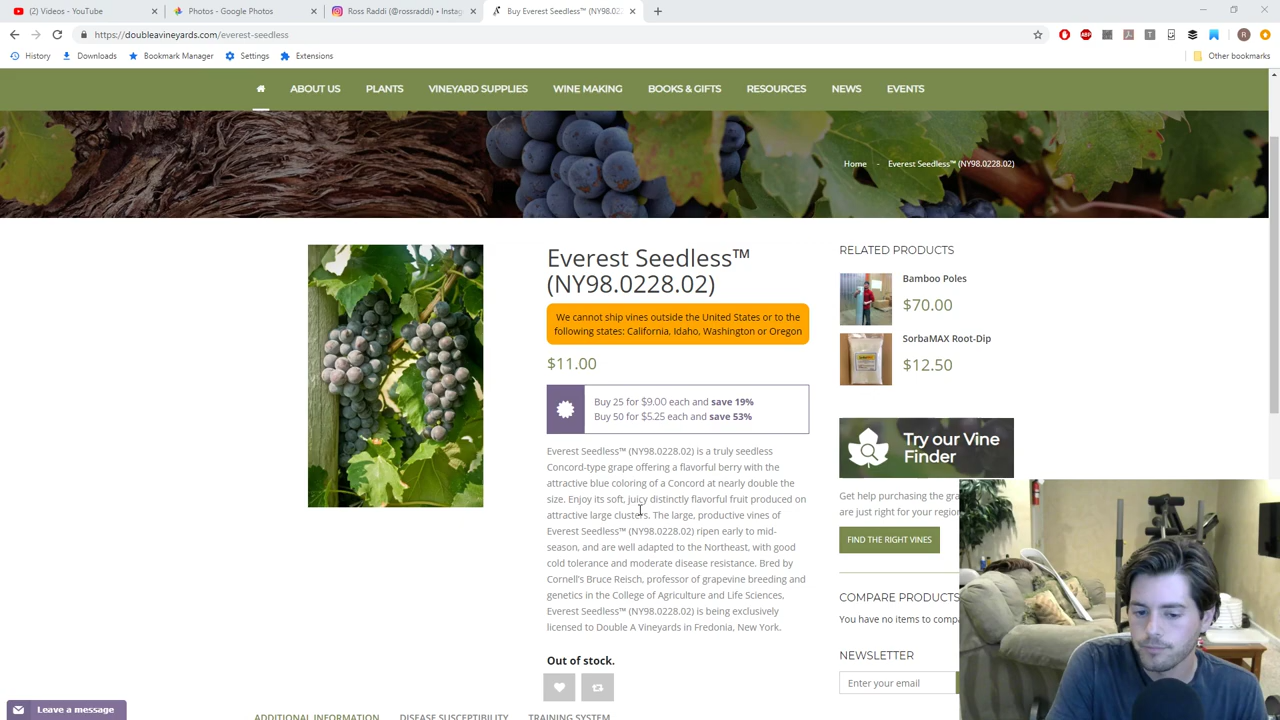 (2) Videos - YouTube
Photos - Google Photos
Ross Raddi (@rossraddi) • Instag
Buy Everest Seedless™ (NY98.022
https://doubleavineyards.com/everest-seedless
History
Downloads
Bookmark Manager
Settings
Extensions
Other bookmarks
ABOUT US
PLANTS
VINEYARD SUPPLIES
WINE MAKING
BOOKS & GIFTS
RESOURCES
NEWS
EVENTS
Home - Everest Seedless™ (NY98.0228.02)
Everest Seedless™
(NY98.0228.02)
We cannot ship vines outside the United States or to the
following states: California, Idaho, Washington or Oregon
$11.00
Buy 25 for $9.00 each and save 19%
Buy 50 for $5.25 each and save 53%
Everest Seedless™ (NY98.0228.02) is a truly seedless
Concord-type grape offering a flavorful berry with the
attractive blue coloring of a Concord at nearly double the
size. Enjoy its soft, juicy distinctly flavorful fruit produced on
attractive large clusters. The large, productive vines of
Everest Seedless™ (NY98.0228.02) ripen early to mid-
season, and are well adapted to the Northeast, with good
cold tolerance and moderate disease resistance. Bred by
Cornell's Bruce Reisch, professor of grapevine breeding and
genetics in the College of Agriculture and Life Sciences,
Everest Seedless™ (NY98.0228.02) is being exclusively
licensed to Double A Vineyards in Fredonia, New York.
Out of stock.
ADDITIONAL INFORMATION
DISEASE SUSCEPTIBILITY
TRAINING SYSTEM
RELATED PRODUCTS
Bamboo Poles
$70.00
SorbaMAX Root-Dip
$12.50
Try our Vine
Finder
Get help purchasing the gra
are just right for your region
FIND THE RIGHT VINES
COMPARE PRODUCTS
You have no items to compa
NEWSLETTER
Enter your email
Leave a message